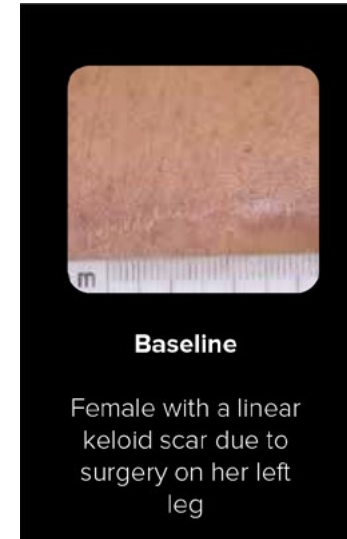 m
Baseline
Female with a linear
keloid scar due to
surgery on her left
leg